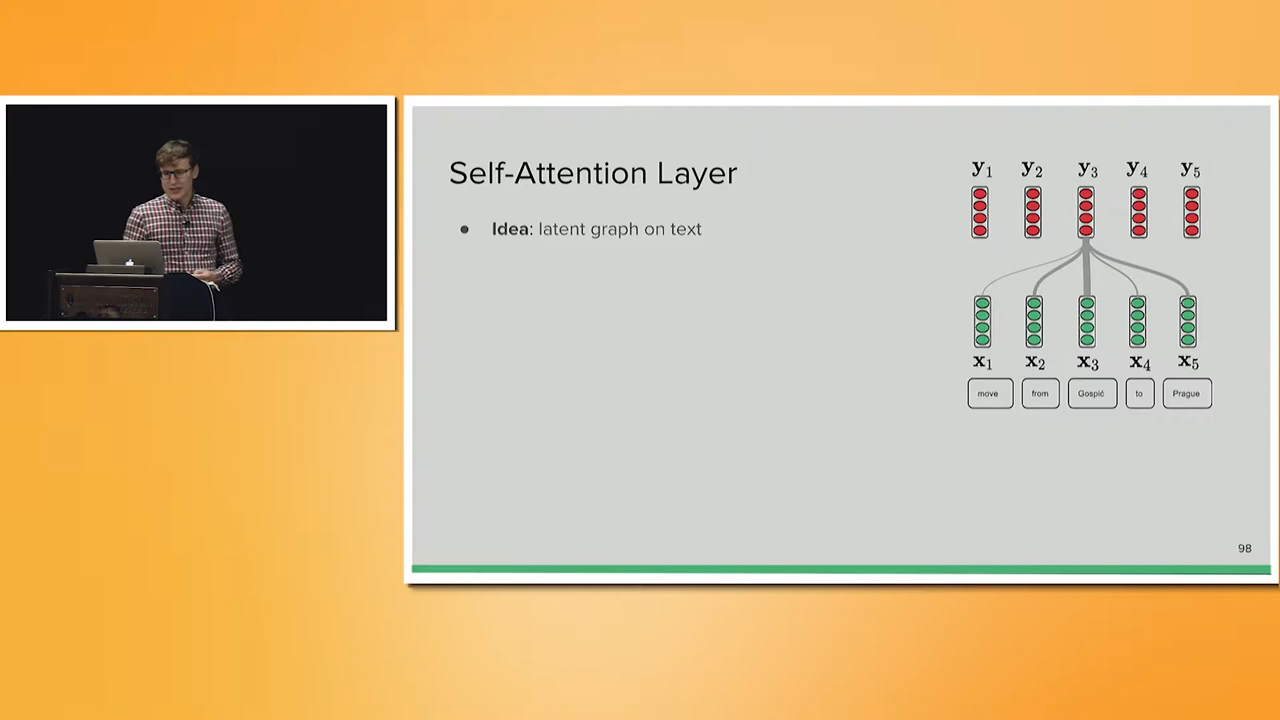 Self-Attention Layer
● Idea: latent graph on text
y1 y2 y3 y4 y5
x1 x2 x3 x4 x5
move from Gospić to Prague
98